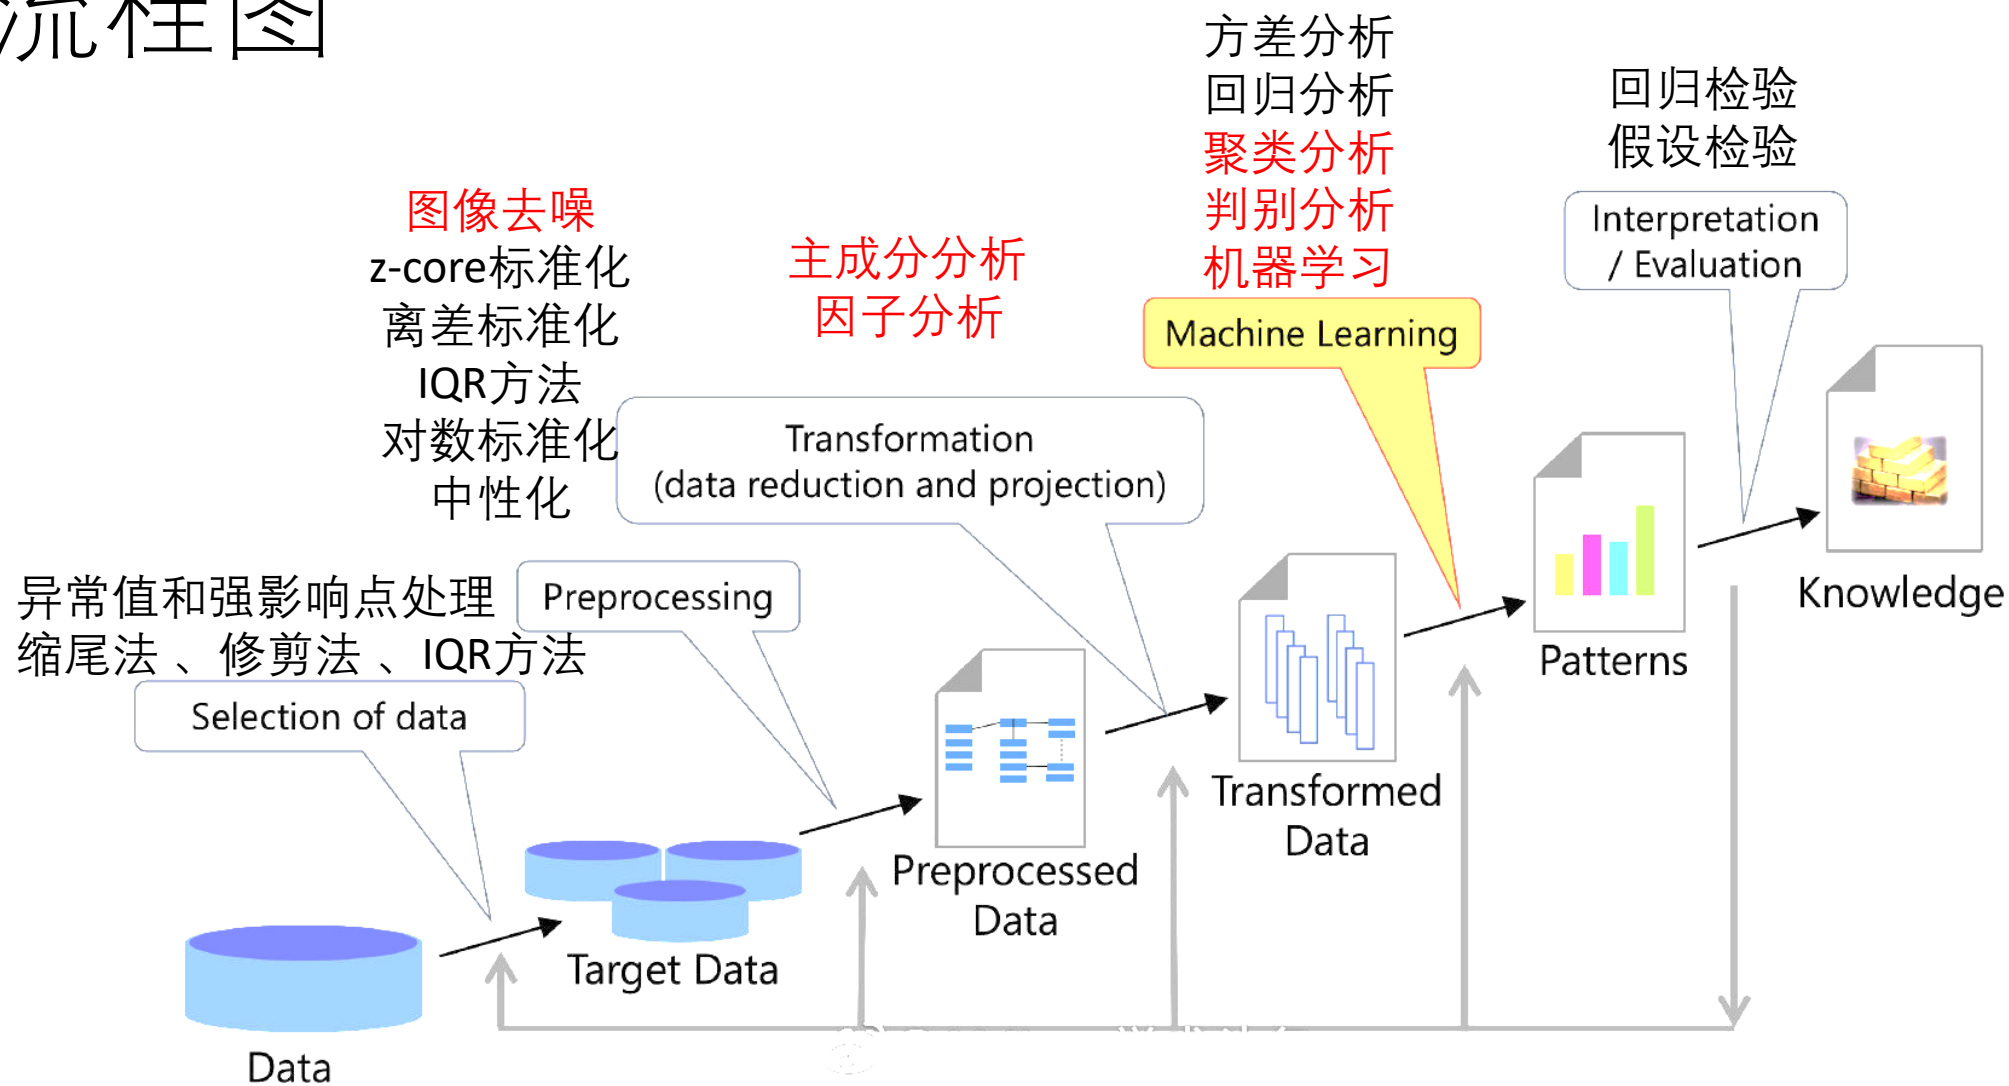 流程图
方差分析
回归分析
聚类分析
判别分析
机器学习
回归检验
假设检验
图像去噪
z-core标准化
离差标准化
IQR方法
对数标准化
中性化
主成分分析
因子分析
Interpretation
/ Evaluation
Machine Learning
Transformation
(data reduction and projection)
异常值和强影响点处理
缩尾法 、修剪法 、IQR方法
Preprocessing
Selection of data
Knowledge
Patterns
Transformed
Data
Preprocessed
Data
Target Data
Data